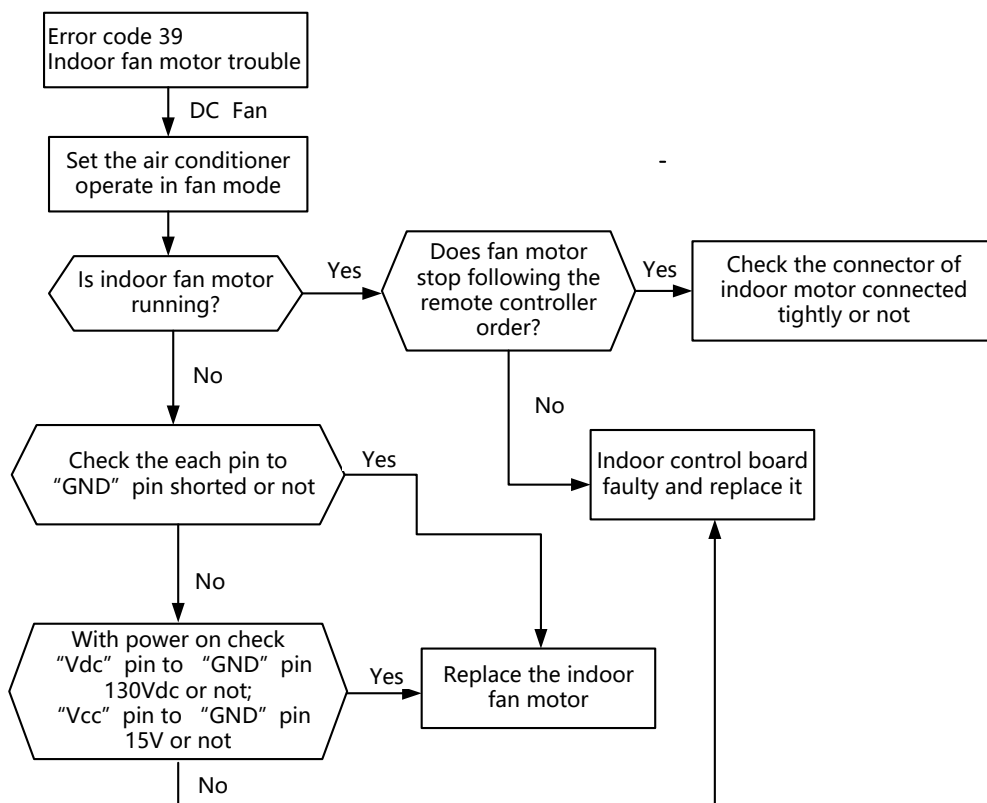 Error code 39
Indoor fan motor trouble
DC Fan
Set the air conditioner
operate in fan mode
-
Is indoor fan motor
running?
Yes
Does fan motor
stop following the
remote controller
order?
Yes
Check the connector of
indoor motor connected
tightly or not
No
No
Check the each pin to
“GND” pin shorted or not
Yes
Indoor control board
faulty and replace it
No
With power on check
“Vdc” pin to “GND” pin
130Vdc or not;
“Vcc” pin to “GND” pin
15V or not
Yes
Replace the indoor
fan motor
No